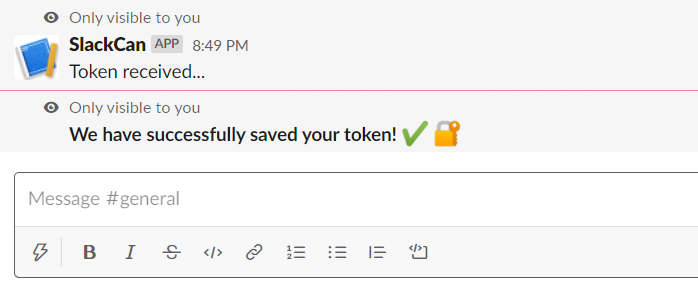 Only visible to you
SlackCan APP 8:49 PM
Token received...
Only visible to you
We have successfully saved your token!
Message #general
B I S </>